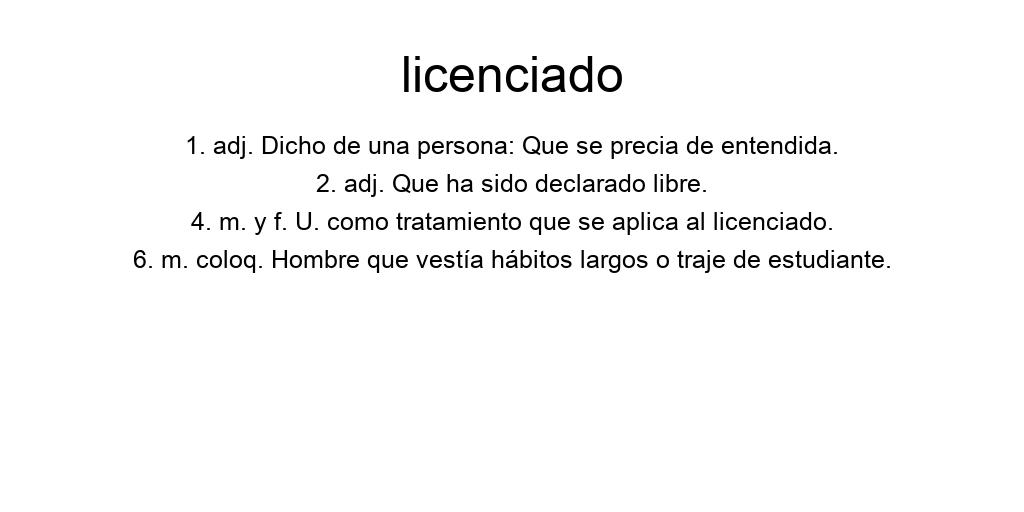 licenciado
1. adj. Dicho de una persona: Que se precia de entendida.
2. adj. Que ha sido declarado libre.
4. m. y f. U. como tratamiento que se aplica al licenciado.
6. m. coloq. Hombre que vestía hábitos largos o traje de estudiante.